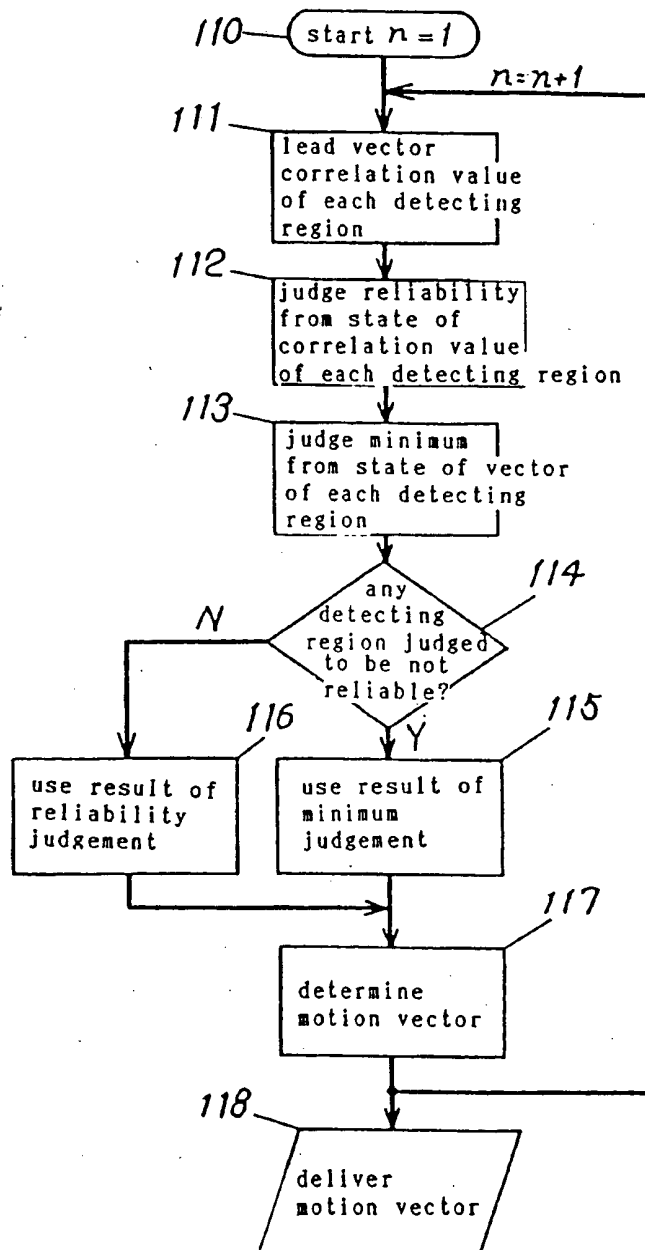 110
start n = 1
n=n+1
111
lead vector
correlation value
of each detecting
region
112
judge reliability
from state of
correlation value
of each detecting region
113
judge minimum
from state of vector
of each detecting
region
114
any
detecting
region judged
to be not
reliable?
N
Y
116
use result of
reliability
judgement
115
use result of
minimum
judgement
117
determine
motion vector
118
deliver
motion vector